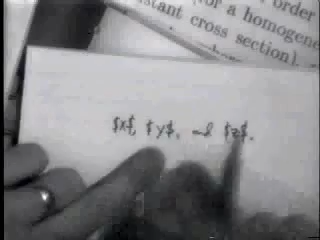 order
for a homogene
stant cross section).
$x$, $y$, and $z$.